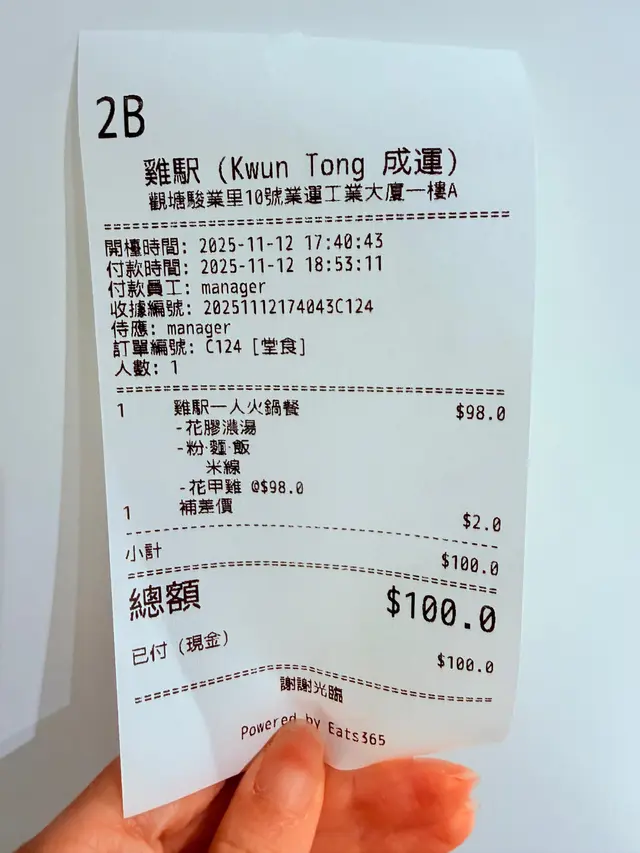 2B
雞駅 (Kwun Tong 成運)
觀塘駿業里10號業運工業大廈一樓A
開檯時間: 2025-11-12 17:40:43
付款時間: 2025-11-12 18:53:11
付款員工: manager
收據編號: 20251112174043C124
侍應: manager
訂單編號: C124 [堂食]
人數: 1
1 雞駅一人火鍋餐 $98.0
-花膠濃湯
-粉·麵·飯
米線
-花甲雞 @$98.0
1 補差價 $2.0
小計 $100.0
總額 $100.0
已付 (現金) $100.0
謝謝光臨
Powered by Eats365